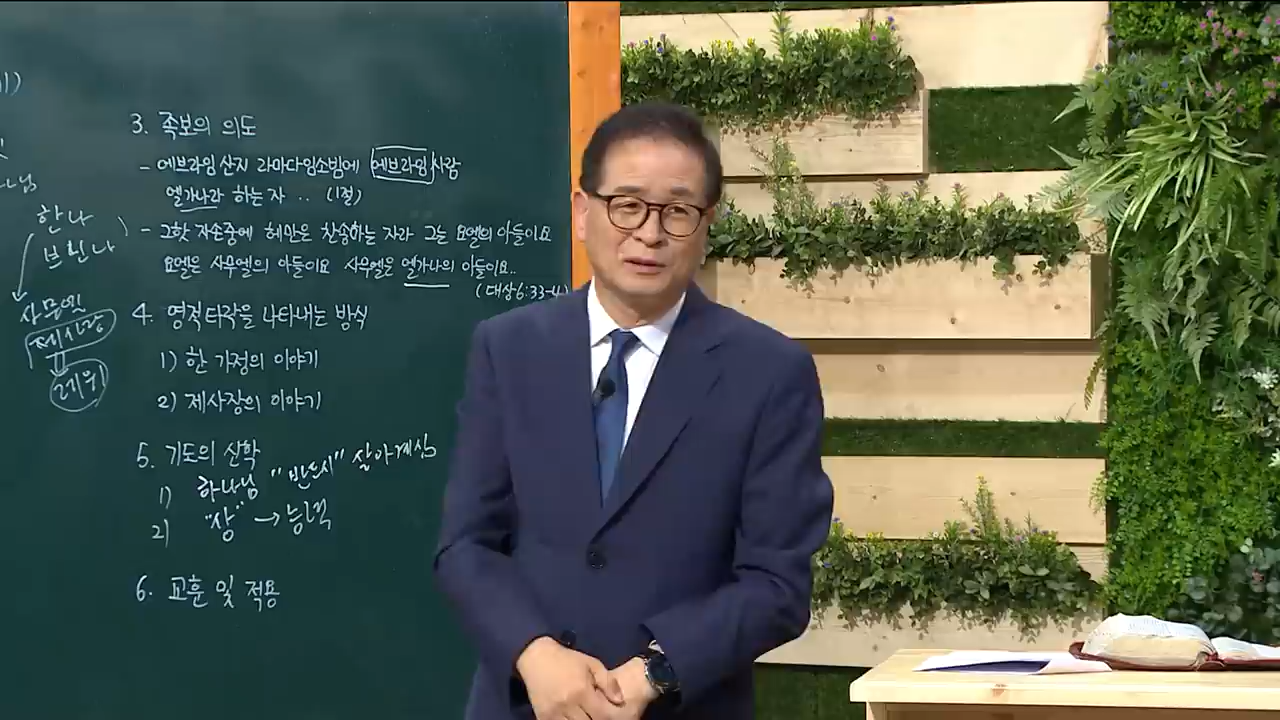 한나
브힌나
사무엘
제사장
레위
3. 족보의 의도
- 에브라임 산지 라마다임소빔에 에브라임 사람
엘가나라 하는 자 .. (1절)
- 그핫 자손중에 헤만은 찬송하는 자라 그는 요엘의 아들이요
요엘은 사무엘의 아들이요 사무엘은 엘가나의 아들이요..
(대상6:33-
4. 영적타락을 나타내는 방식
1) 한 가정의 이야기
2) 제사장의 이야기
5. 기도의 신학
1) 하나님 "반드시" 살아계심
2) "상" → 능력
6. 교훈 및 적용